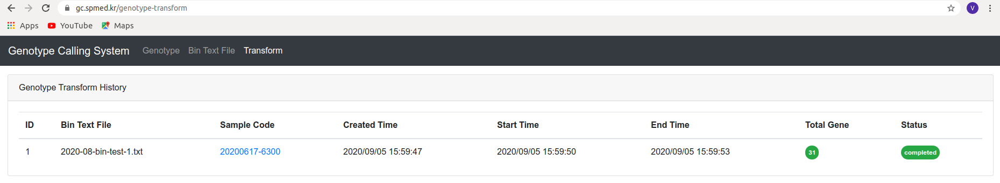 gc.spmed.kr/genotype-transform
V
Apps YouTube Maps
Genotype Calling System Genotype Bin Text File Transform
Genotype Transform History
ID Bin Text File Sample Code Created Time Start Time End Time Total Gene Status
1 2020-08-bin-test-1.txt 20200617-6300 2020/09/05 15:59:47 2020/09/05 15:59:50 2020/09/05 15:59:53 31 completed